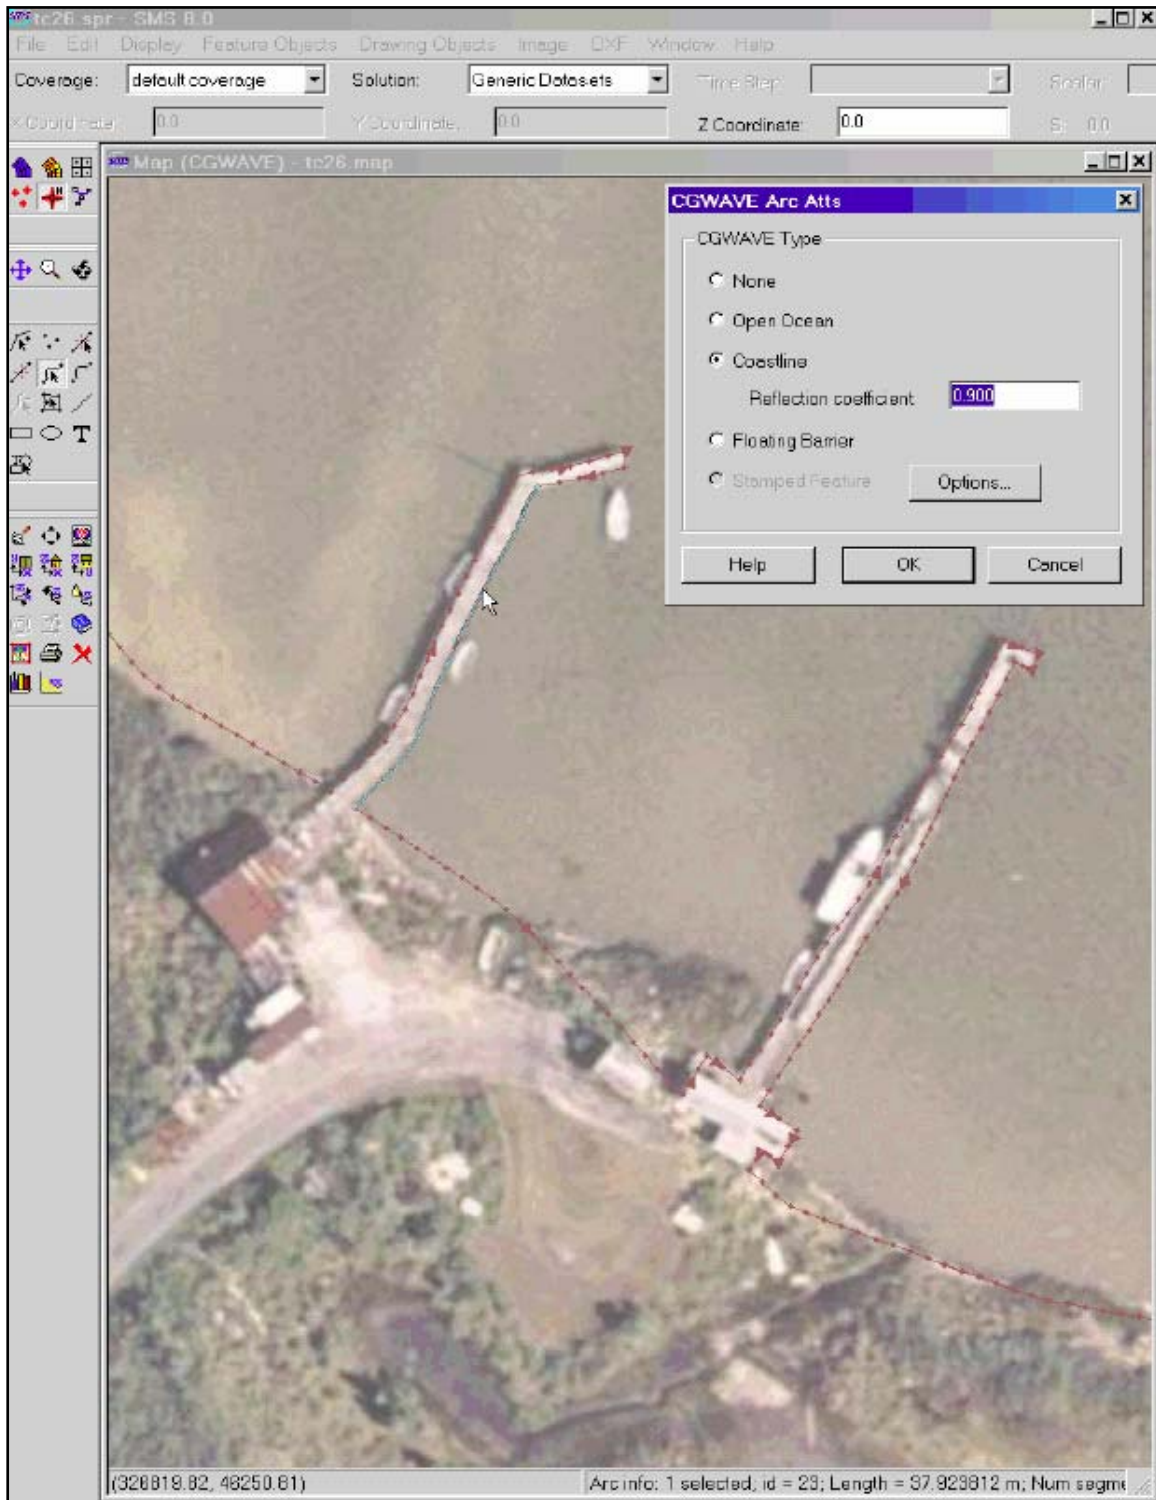 tc26.spr - SMS 8.0
File Edit Display Feature Objects Drawing Objects Image DXF Window Help
Coverage: default coverage Solution: Generic Datasets Time Step: Scalar:
X Coordinate: 0.0 Y Coordinate: 0.0 Z Coordinate: 0.0 S: 0.0
Map (CGWAVE) - tc26.map
CGWAVE Arc Atts
CGWAVE Type
None
Open Ocean
Coastline
Reflection coefficient 0.900
Floating Barrier
Stamped Feature Options...
Help OK Cancel
(326819.82, 46250.81) Arc info: 1 selected; id = 23; Length = 37.923812 m; Num segme